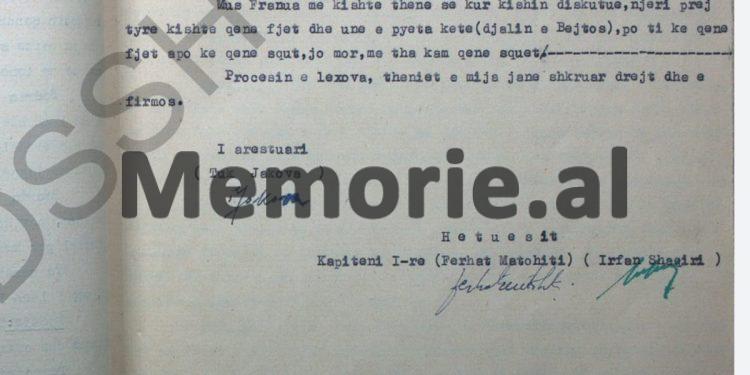 Mus Franua me kishte thene se kur kishin diskutue,njeri prej
tyre kishte qene fjet dhe une e pyeta kete(djalin e Bejtos),po ti ke qene
fjet apo ke qene squt,jo mor,me tha kam qene squet/
Procesin e lexova, theniet e mija jane shkruar drejt dhe e
firmos.
I arestuari
( Tuk Jakova )
Jakova
Memorie.al
DSSH
Hetuesit
Kapiteni I-re (Ferhat Matohiti) ( Irfan Shaqiri )